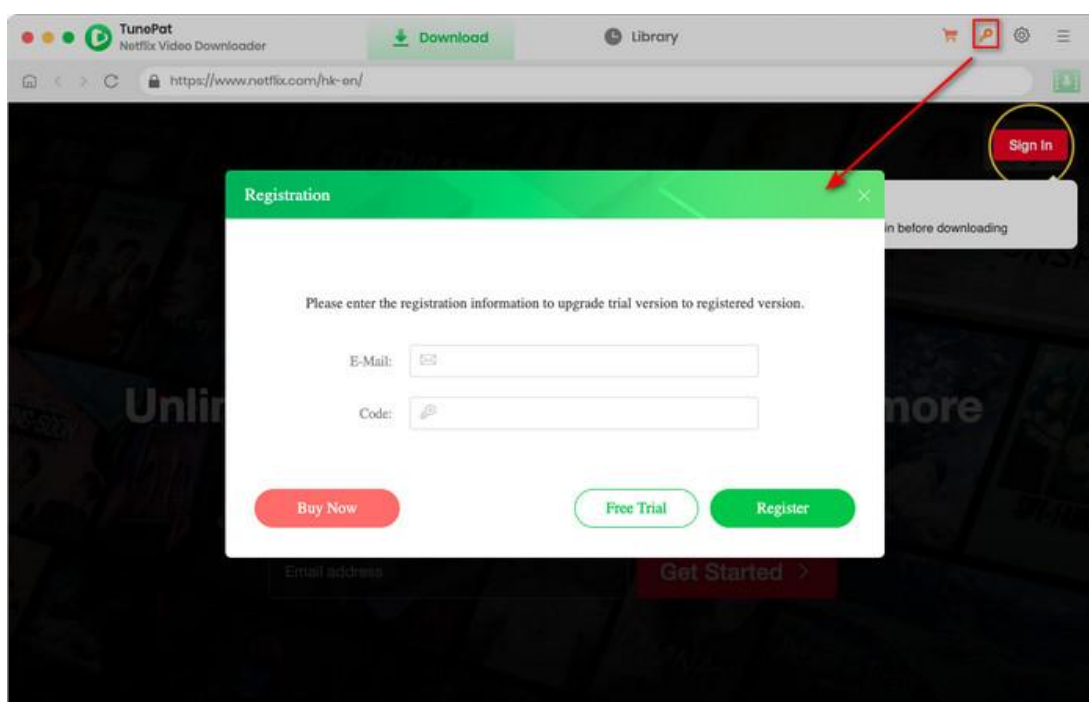 TunePat
Netflix Video Downloader
Download
Library
https://www.netflix.com/hk-en/
Sign In
Registration
in before downloading
Please enter the registration information to upgrade trial version to registered version.
E-Mail:
Unlin
more
Code:
Buy Now
Free Trial
Register
Email address
Get Started >